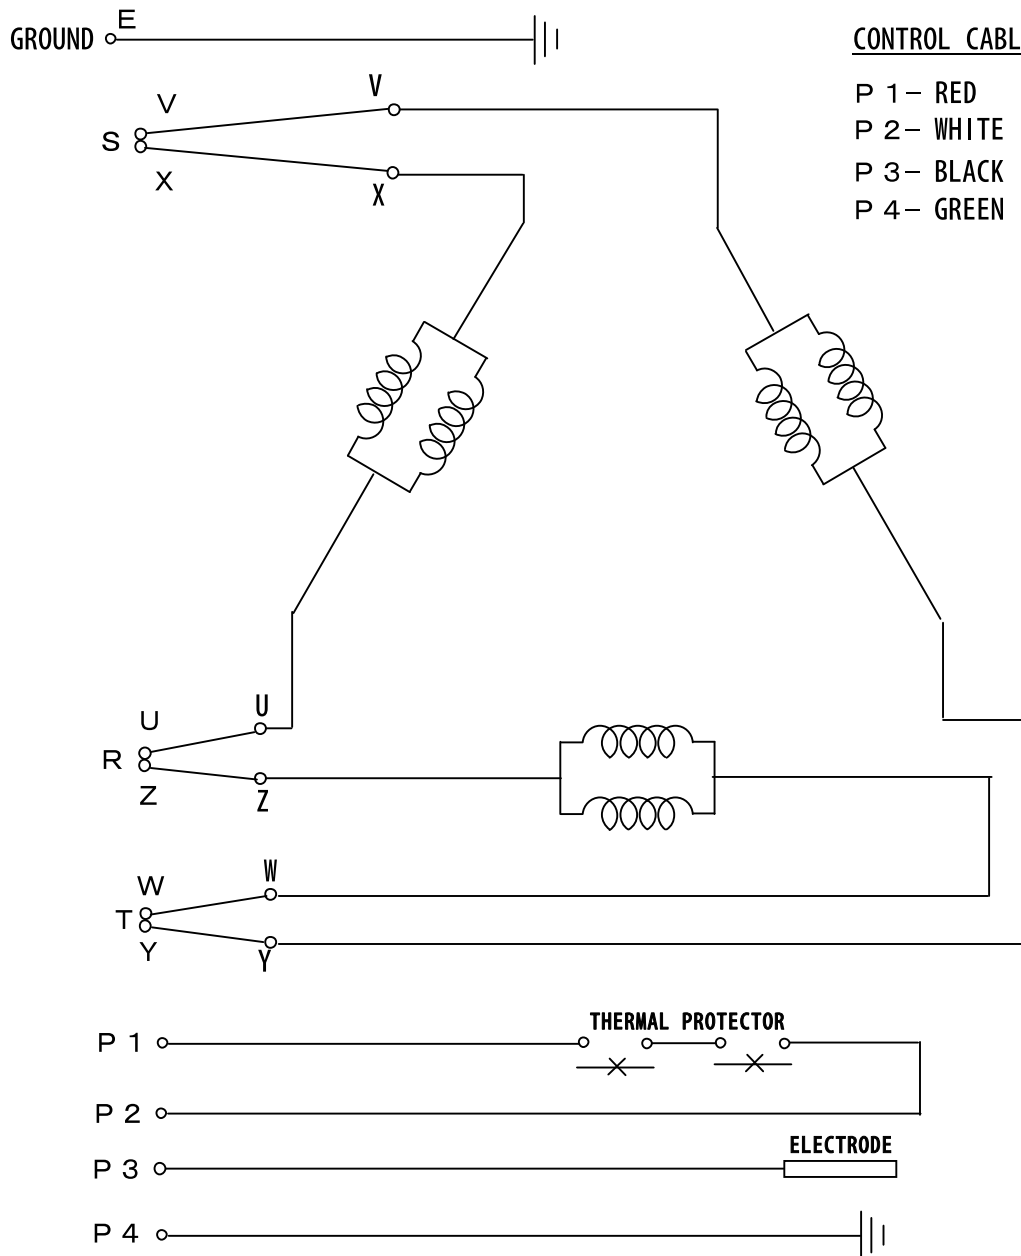 E
GROUND
CONTROL CABL
P 1 - RED
P 2 - WHITE
P 3 - BLACK
P 4 - GREEN
V
V
S
X
X
U
U
R
Z
Z
W
W
T
Y
Y
THERMAL PROTECTOR
P 1
P 2
ELECTRODE
P 3
P 4